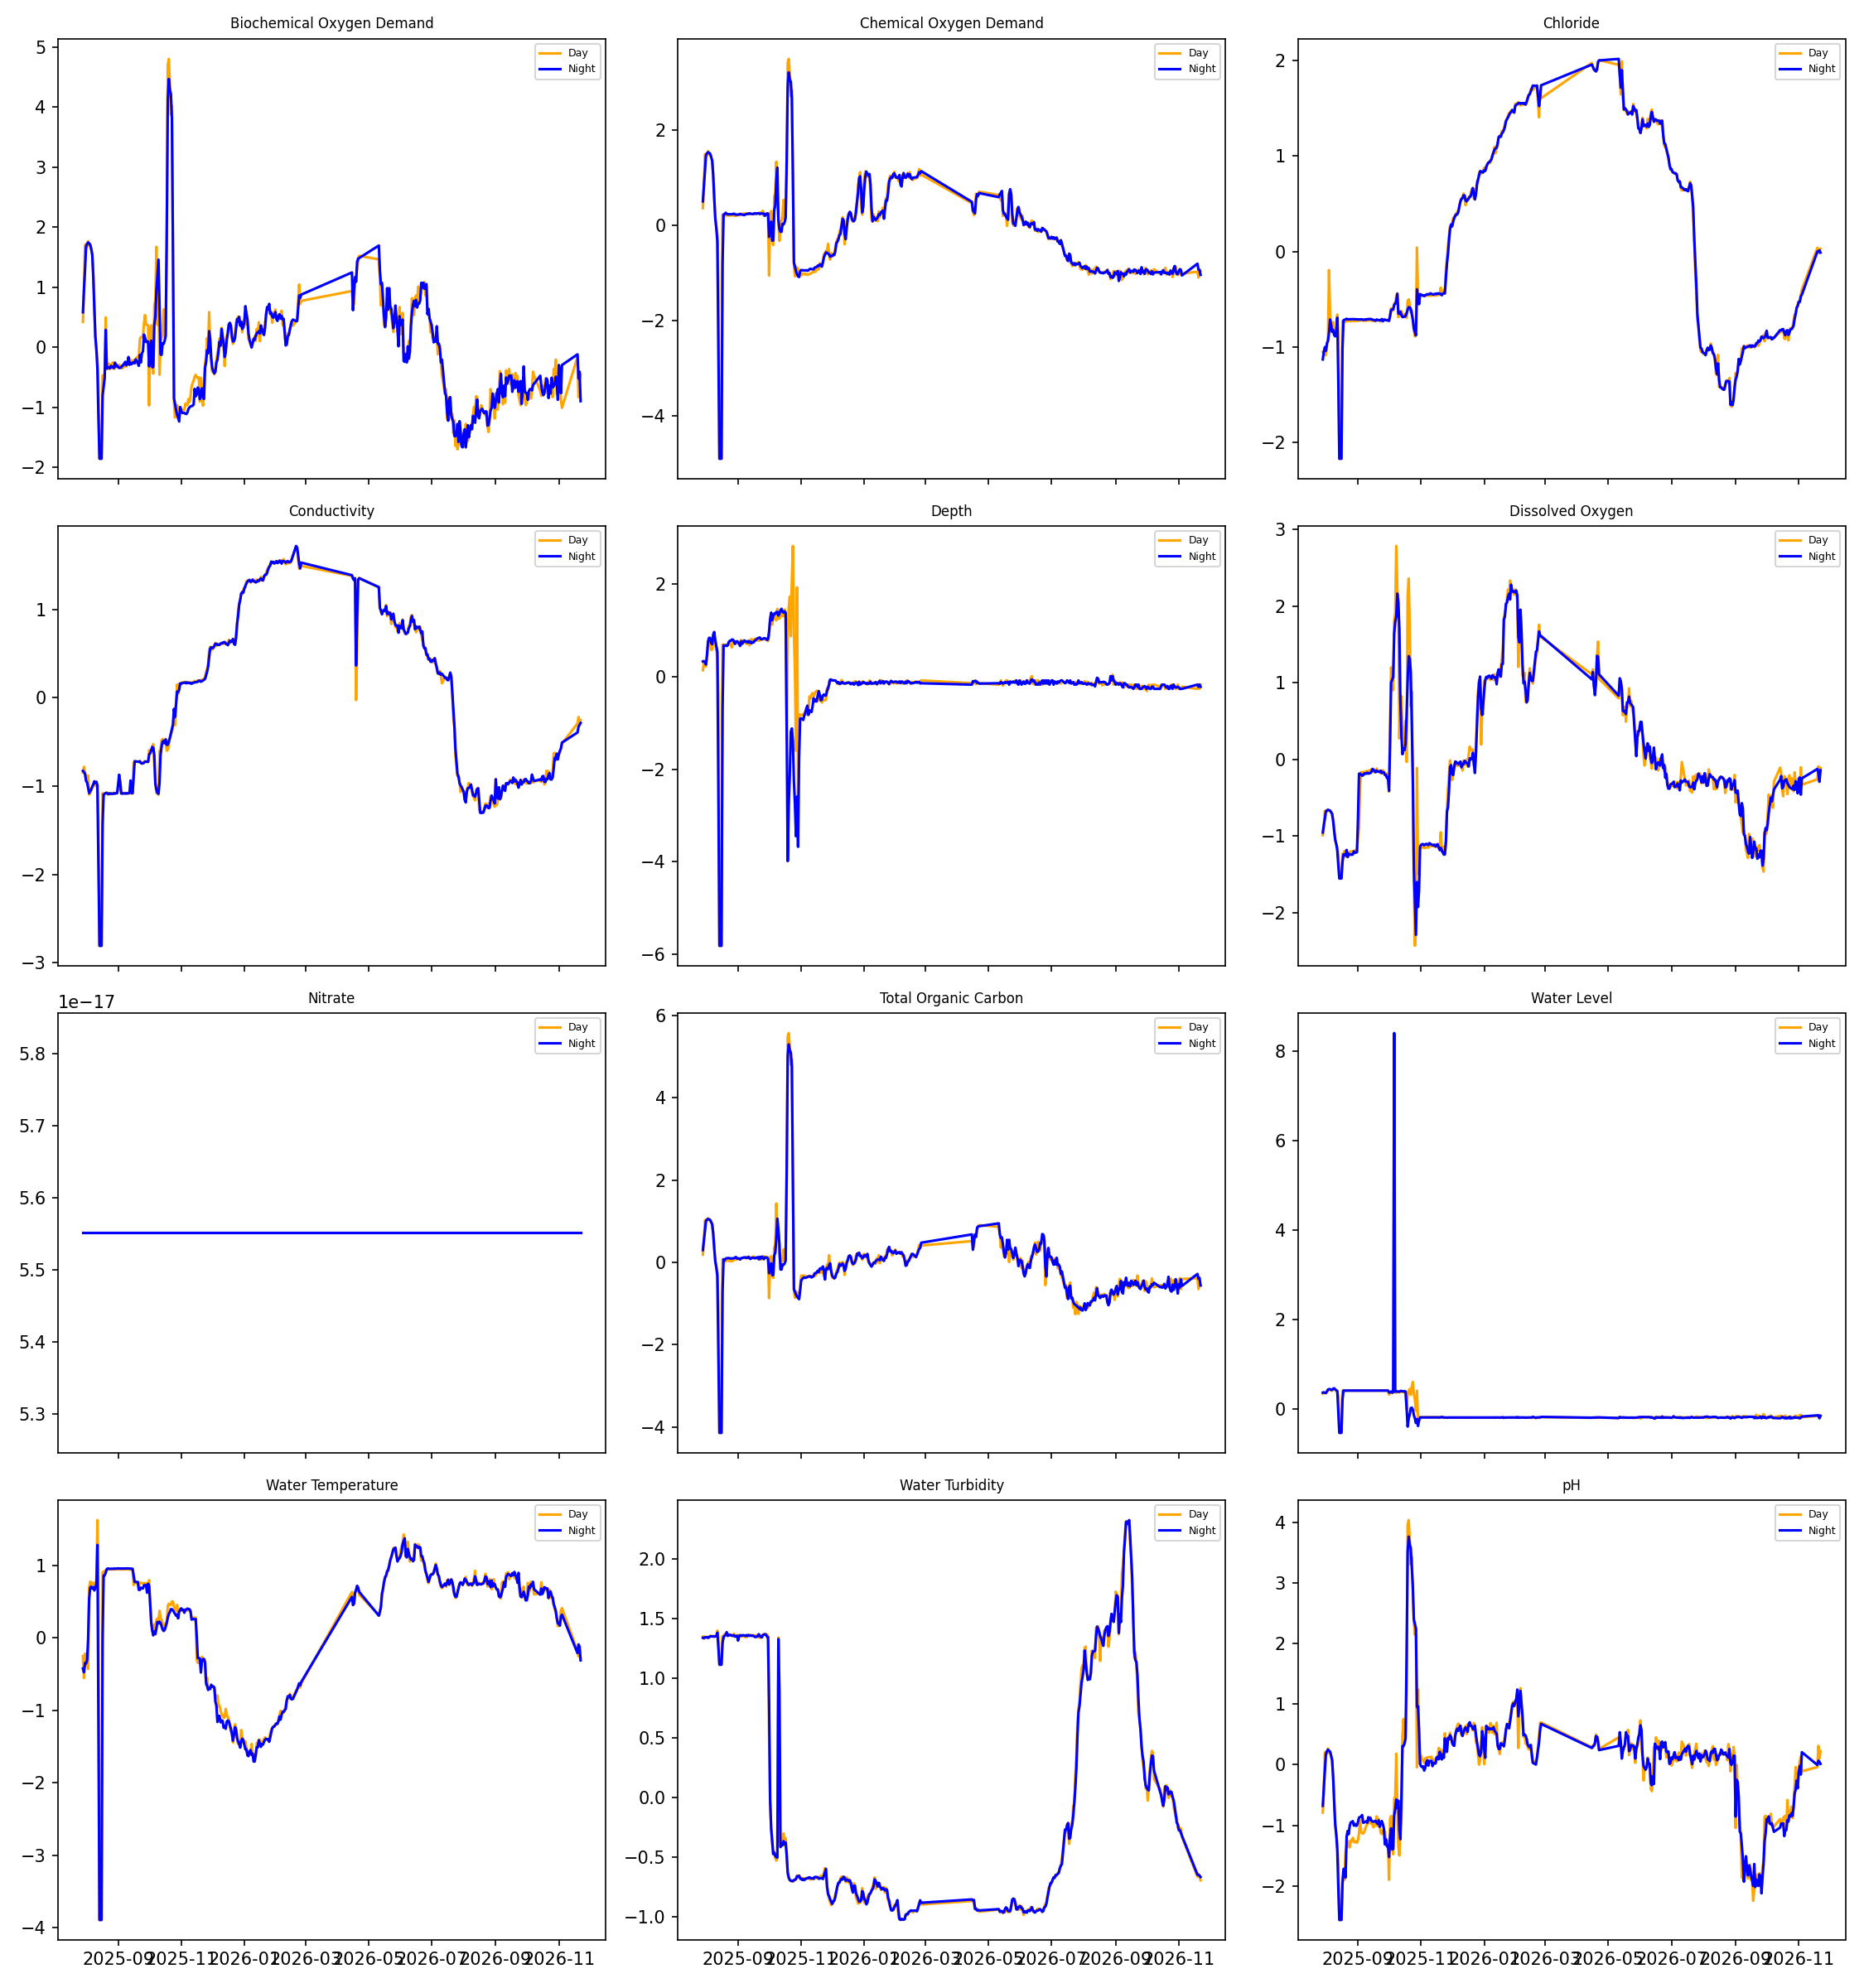 Biochemical Oxygen Demand
Chemical Oxygen Demand
Chloride
5
4
3
2
1
0
−1
−2
Day
Night
2
0
−2
−4
Day
Night
2
1
0
−1
−2
Day
Night
Conductivity
Depth
Dissolved Oxygen
1
0
−1
−2
−3
Day
Night
2
0
−2
−4
−6
Day
Night
3
2
1
0
−1
−2
Day
Night
Nitrate
Total Organic Carbon
Water Level
1e−17
5.8
5.7
5.6
5.5
5.4
5.3
Day
Night
6
4
2
0
−2
−4
Day
Night
8
6
4
2
0
Day
Night
Water Temperature
Water Turbidity
pH
1
0
−1
−2
−3
−4
Day
Night
2.0
1.5
1.0
0.5
0.0
−0.5
−1.0
Day
Night
4
3
2
1
0
−1
−2
Day
Night
2025-09 2025-11 2026-01 2026-03 2026-05 2026-07 2026-09 2026-11
2025-09 2025-11 2026-01 2026-03 2026-05 2026-07 2026-09 2026-11
2025-09 2025-11 2026-01 2026-03 2026-05 2026-07 2026-09 2026-11